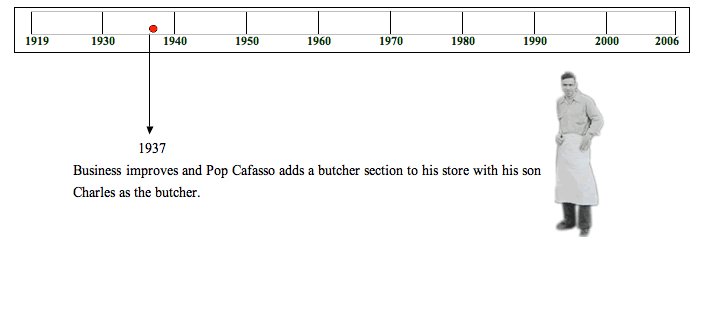 1919 1930 1940 1950 1960 1970 1980 1990 2000 2006
1937
Business improves and Pop Cafasso adds a butcher section to his store with his son
Charles as the butcher.